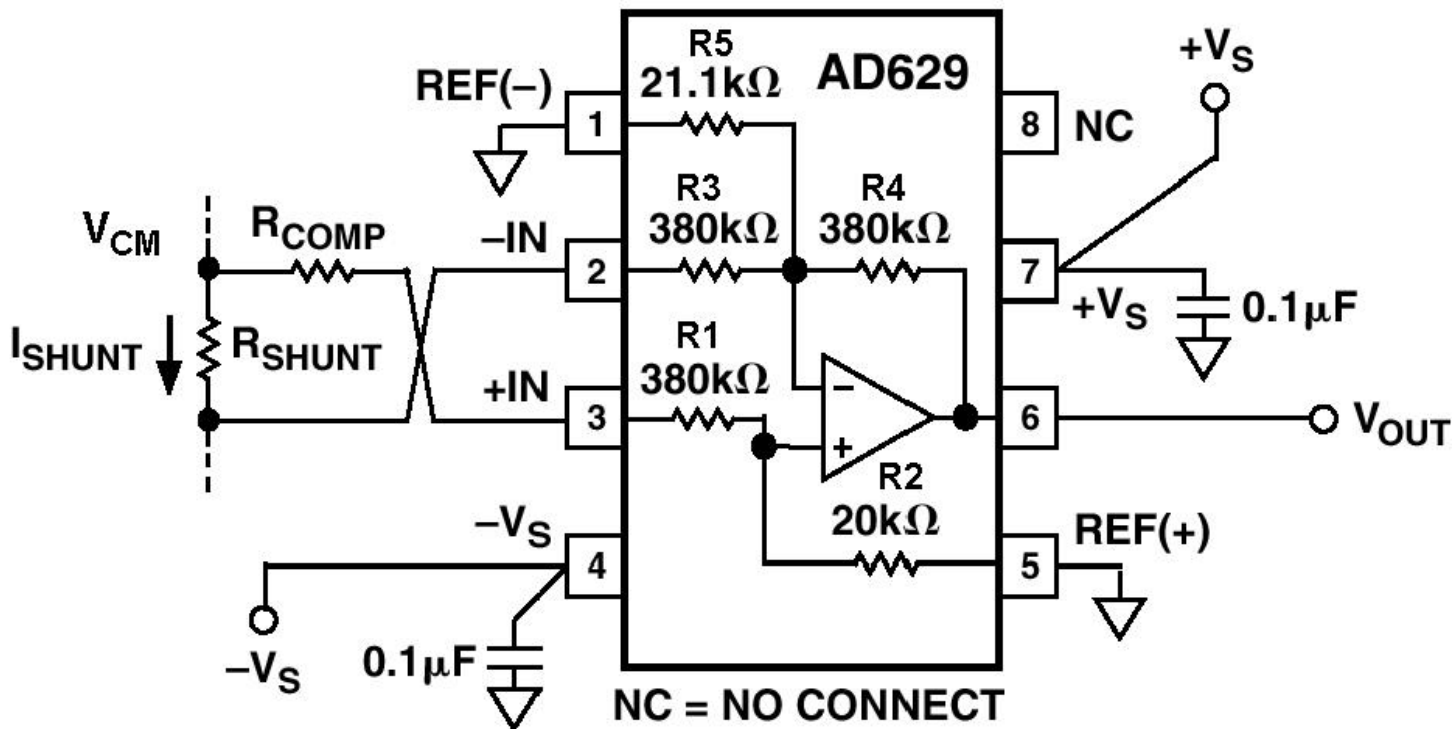 R5
21.1kΩ
AD629
+VS
REF(–)
1
8
NC
R3
380kΩ
R4
380kΩ
VCM
RCOMP
–IN
2
7
+VS
0.1μF
ISHUNT
RSHUNT
R1
380kΩ
+IN
3
–
+
6
VOUT
R2
20kΩ
–VS
4
5
REF(+)
–VS
0.1μF
NC = NO CONNECT